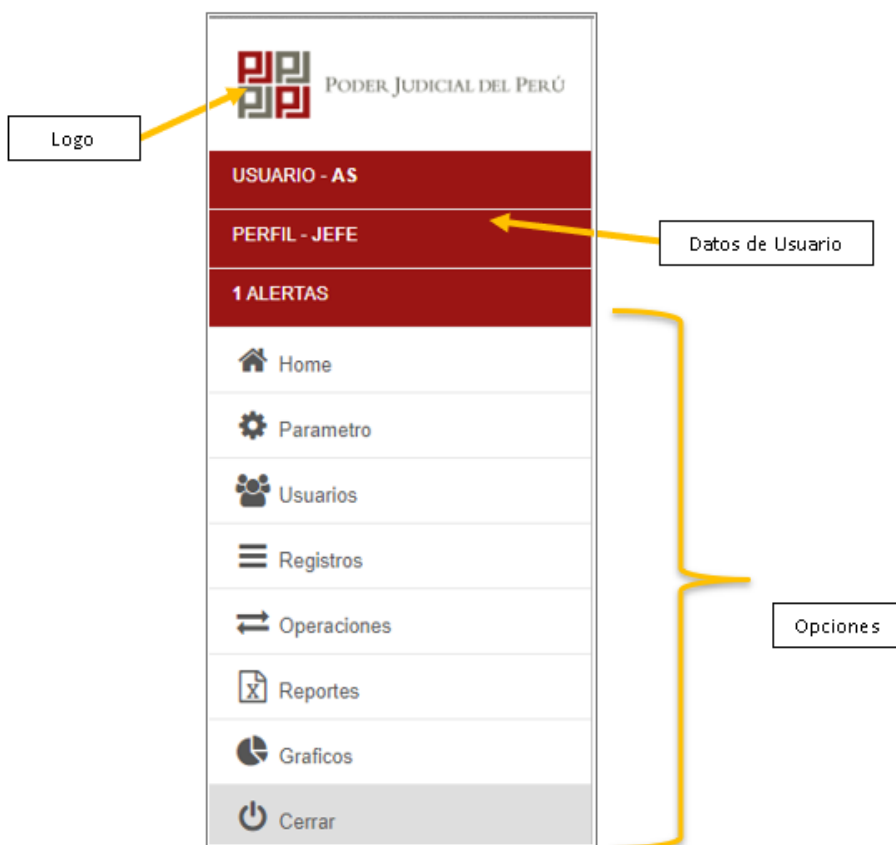 PODER JUDICIAL DEL PERÚ
Logo
USUARIO - AS
PERFIL - JEFE
Datos de Usuario
1 ALERTAS
Home
Parametro
Usuarios
Registros
Operaciones
Opciones
Reportes
Graficos
Cerrar